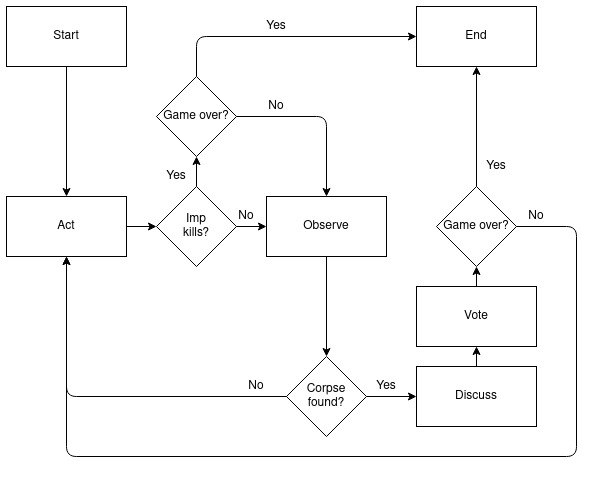 Start
Yes
End
Game over?
No
Yes
Yes
Act
Imp
kills?
No
Observe
Game over?
No
Vote
Corpse
found?
No
Yes
Discuss